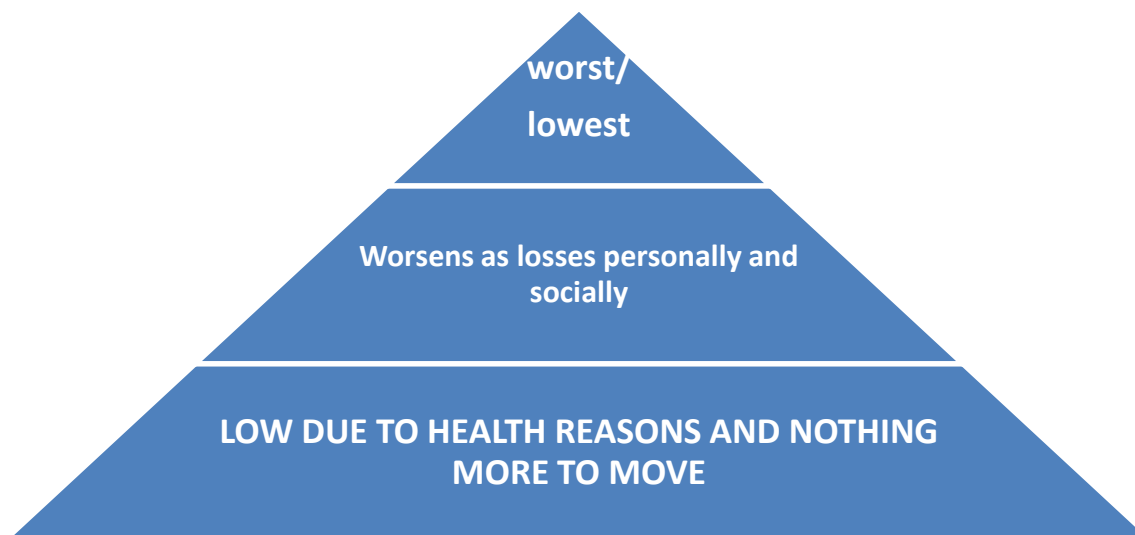 worst/
lowest
Worsens as losses personally and
socially
LOW DUE TO HEALTH REASONS AND NOTHING
MORE TO MOVE